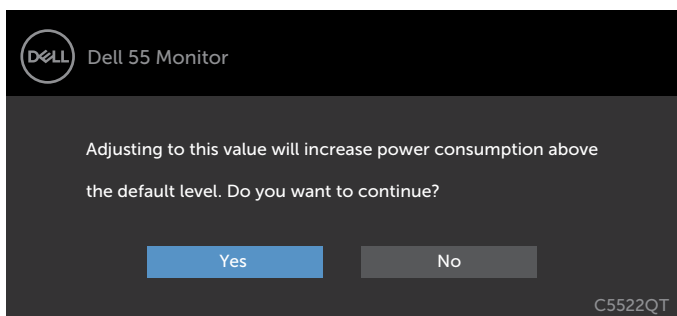 DELL Dell 55 Monitor
Adjusting to this value will increase power consumption above
the default level. Do you want to continue?
Yes No
C5522QT